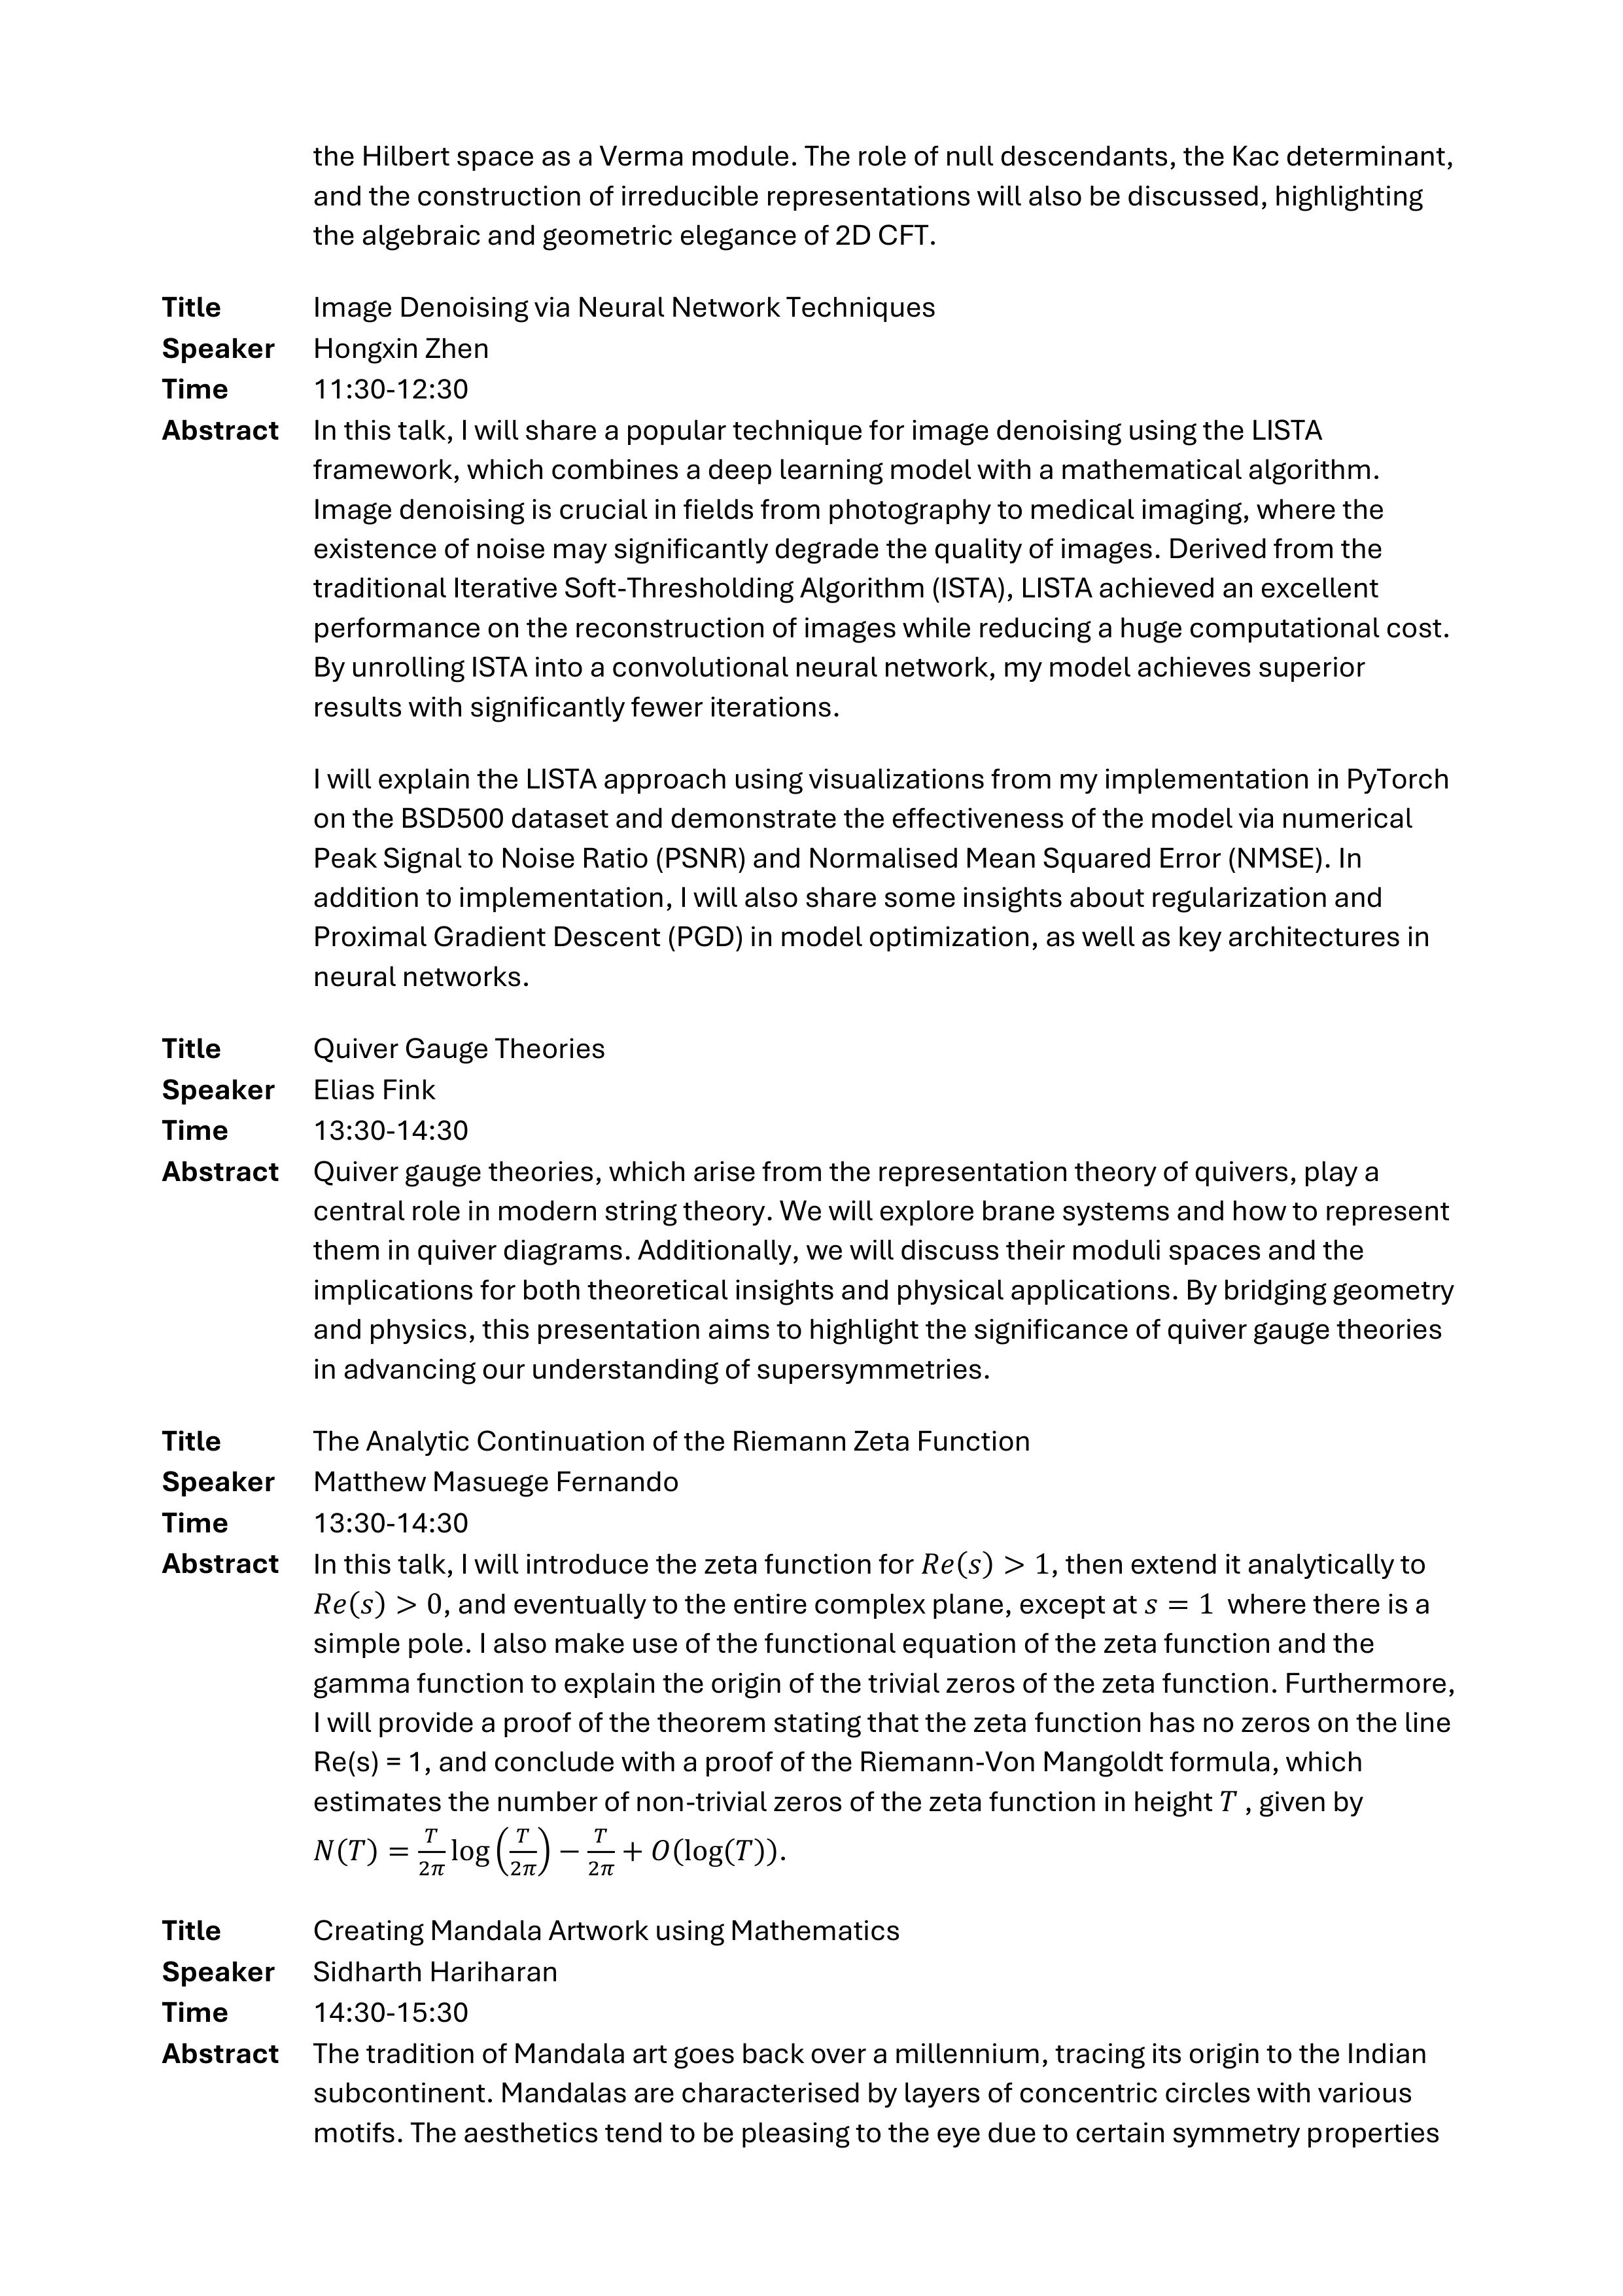 the Hilbert space as a Verma module. The role of null descendants, the Kac determinant,
and the construction of irreducible representations will also be discussed, highlighting
the algebraic and geometric elegance of 2D CFT.
Title Image Denoising via Neural Network Techniques
Speaker Hongxin Zhen
Time 11:30-12:30
Abstract In this talk, I will share a popular technique for image denoising using the LISTA
framework, which combines a deep learning model with a mathematical algorithm.
Image denoising is crucial in fields from photography to medical imaging, where the
existence of noise may significantly degrade the quality of images. Derived from the
traditional Iterative Soft-Thresholding Algorithm (ISTA), LISTA achieved an excellent
performance on the reconstruction of images while reducing a huge computational cost.
By unrolling ISTA into a convolutional neural network, my model achieves superior
results with significantly fewer iterations.
I will explain the LISTA approach using visualizations from my implementation in PyTorch
on the BSD500 dataset and demonstrate the effectiveness of the model via numerical
Peak Signal to Noise Ratio (PSNR) and Normalised Mean Squared Error (NMSE). In
addition to implementation, I will also share some insights about regularization and
Proximal Gradient Descent (PGD) in model optimization, as well as key architectures in
neural networks.
Title Quiver Gauge Theories
Speaker Elias Fink
Time 13:30-14:30
Abstract Quiver gauge theories, which arise from the representation theory of quivers, play a
central role in modern string theory. We will explore brane systems and how to represent
them in quiver diagrams. Additionally, we will discuss their moduli spaces and the
implications for both theoretical insights and physical applications. By bridging geometry
and physics, this presentation aims to highlight the significance of quiver gauge theories
in advancing our understanding of supersymmetries.
Title The Analytic Continuation of the Riemann Zeta Function
Speaker Matthew Masuege Fernando
Time 13:30-14:30
Abstract In this talk, I will introduce the zeta function for Re(s) > 1, then extend it analytically to
Re(s) > 0, and eventually to the entire complex plane, except at s = 1 where there is a
simple pole. I also make use of the functional equation of the zeta function and the
gamma function to explain the origin of the trivial zeros of the zeta function. Furthermore,
I will provide a proof of the theorem stating that the zeta function has no zeros on the line
Re(s) = 1, and conclude with a proof of the Riemann-Von Mangoldt formula, which
estimates the number of non-trivial zeros of the zeta function in height T , given by
N(T) = T/2π log(T/2π) − T/2π + O(log(T)).
Title Creating Mandala Artwork using Mathematics
Speaker Sidharth Hariharan
Time 14:30-15:30
Abstract The tradition of Mandala art goes back over a millennium, tracing its origin to the Indian
subcontinent. Mandalas are characterised by layers of concentric circles with various
motifs. The aesthetics tend to be pleasing to the eye due to certain symmetry properties